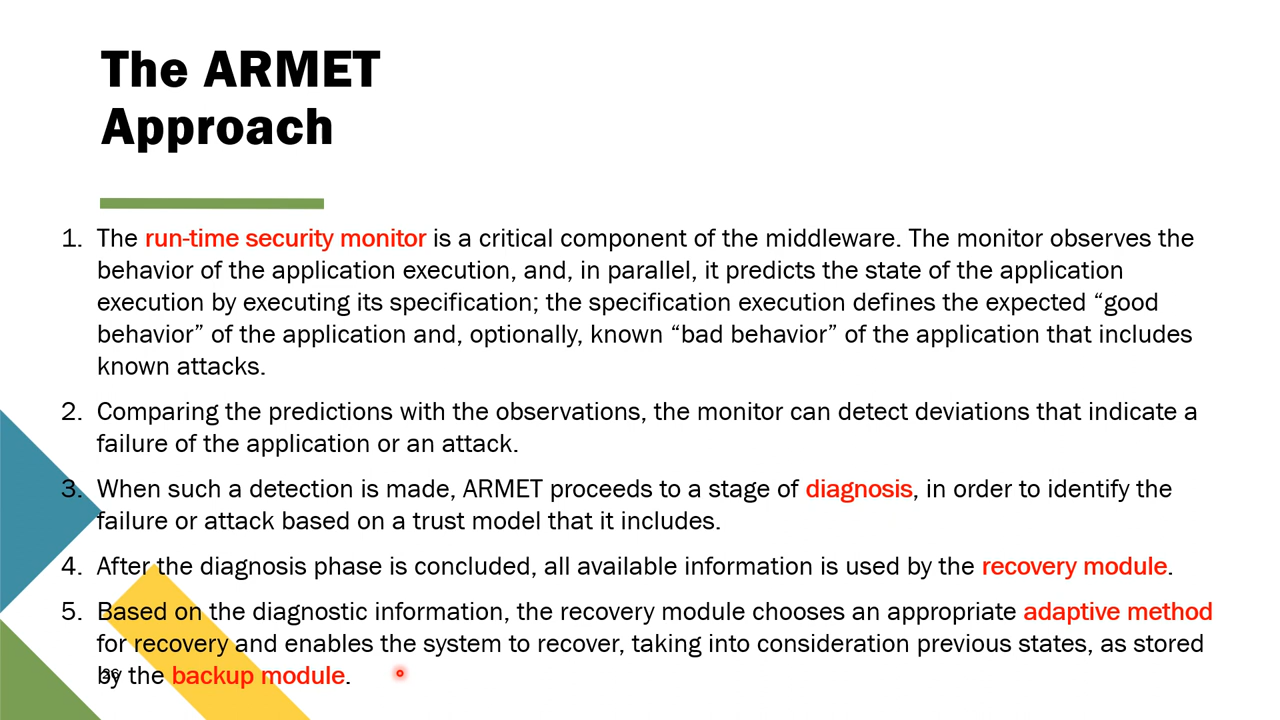 The ARMET
Approach
1. The run-time security monitor is a critical component of the middleware. The monitor observes the
behavior of the application execution, and, in parallel, it predicts the state of the application
execution by executing its specification; the specification execution defines the expected “good
behavior” of the application and, optionally, known “bad behavior” of the application that includes
known attacks.
2. Comparing the predictions with the observations, the monitor can detect deviations that indicate a
failure of the application or an attack.
3. When such a detection is made, ARMET proceeds to a stage of diagnosis, in order to identify the
failure or attack based on a trust model that it includes.
4. After the diagnosis phase is concluded, all available information is used by the recovery module.
5. Based on the diagnostic information, the recovery module chooses an appropriate adaptive method
for recovery and enables the system to recover, taking into consideration previous states, as stored
by the backup module.